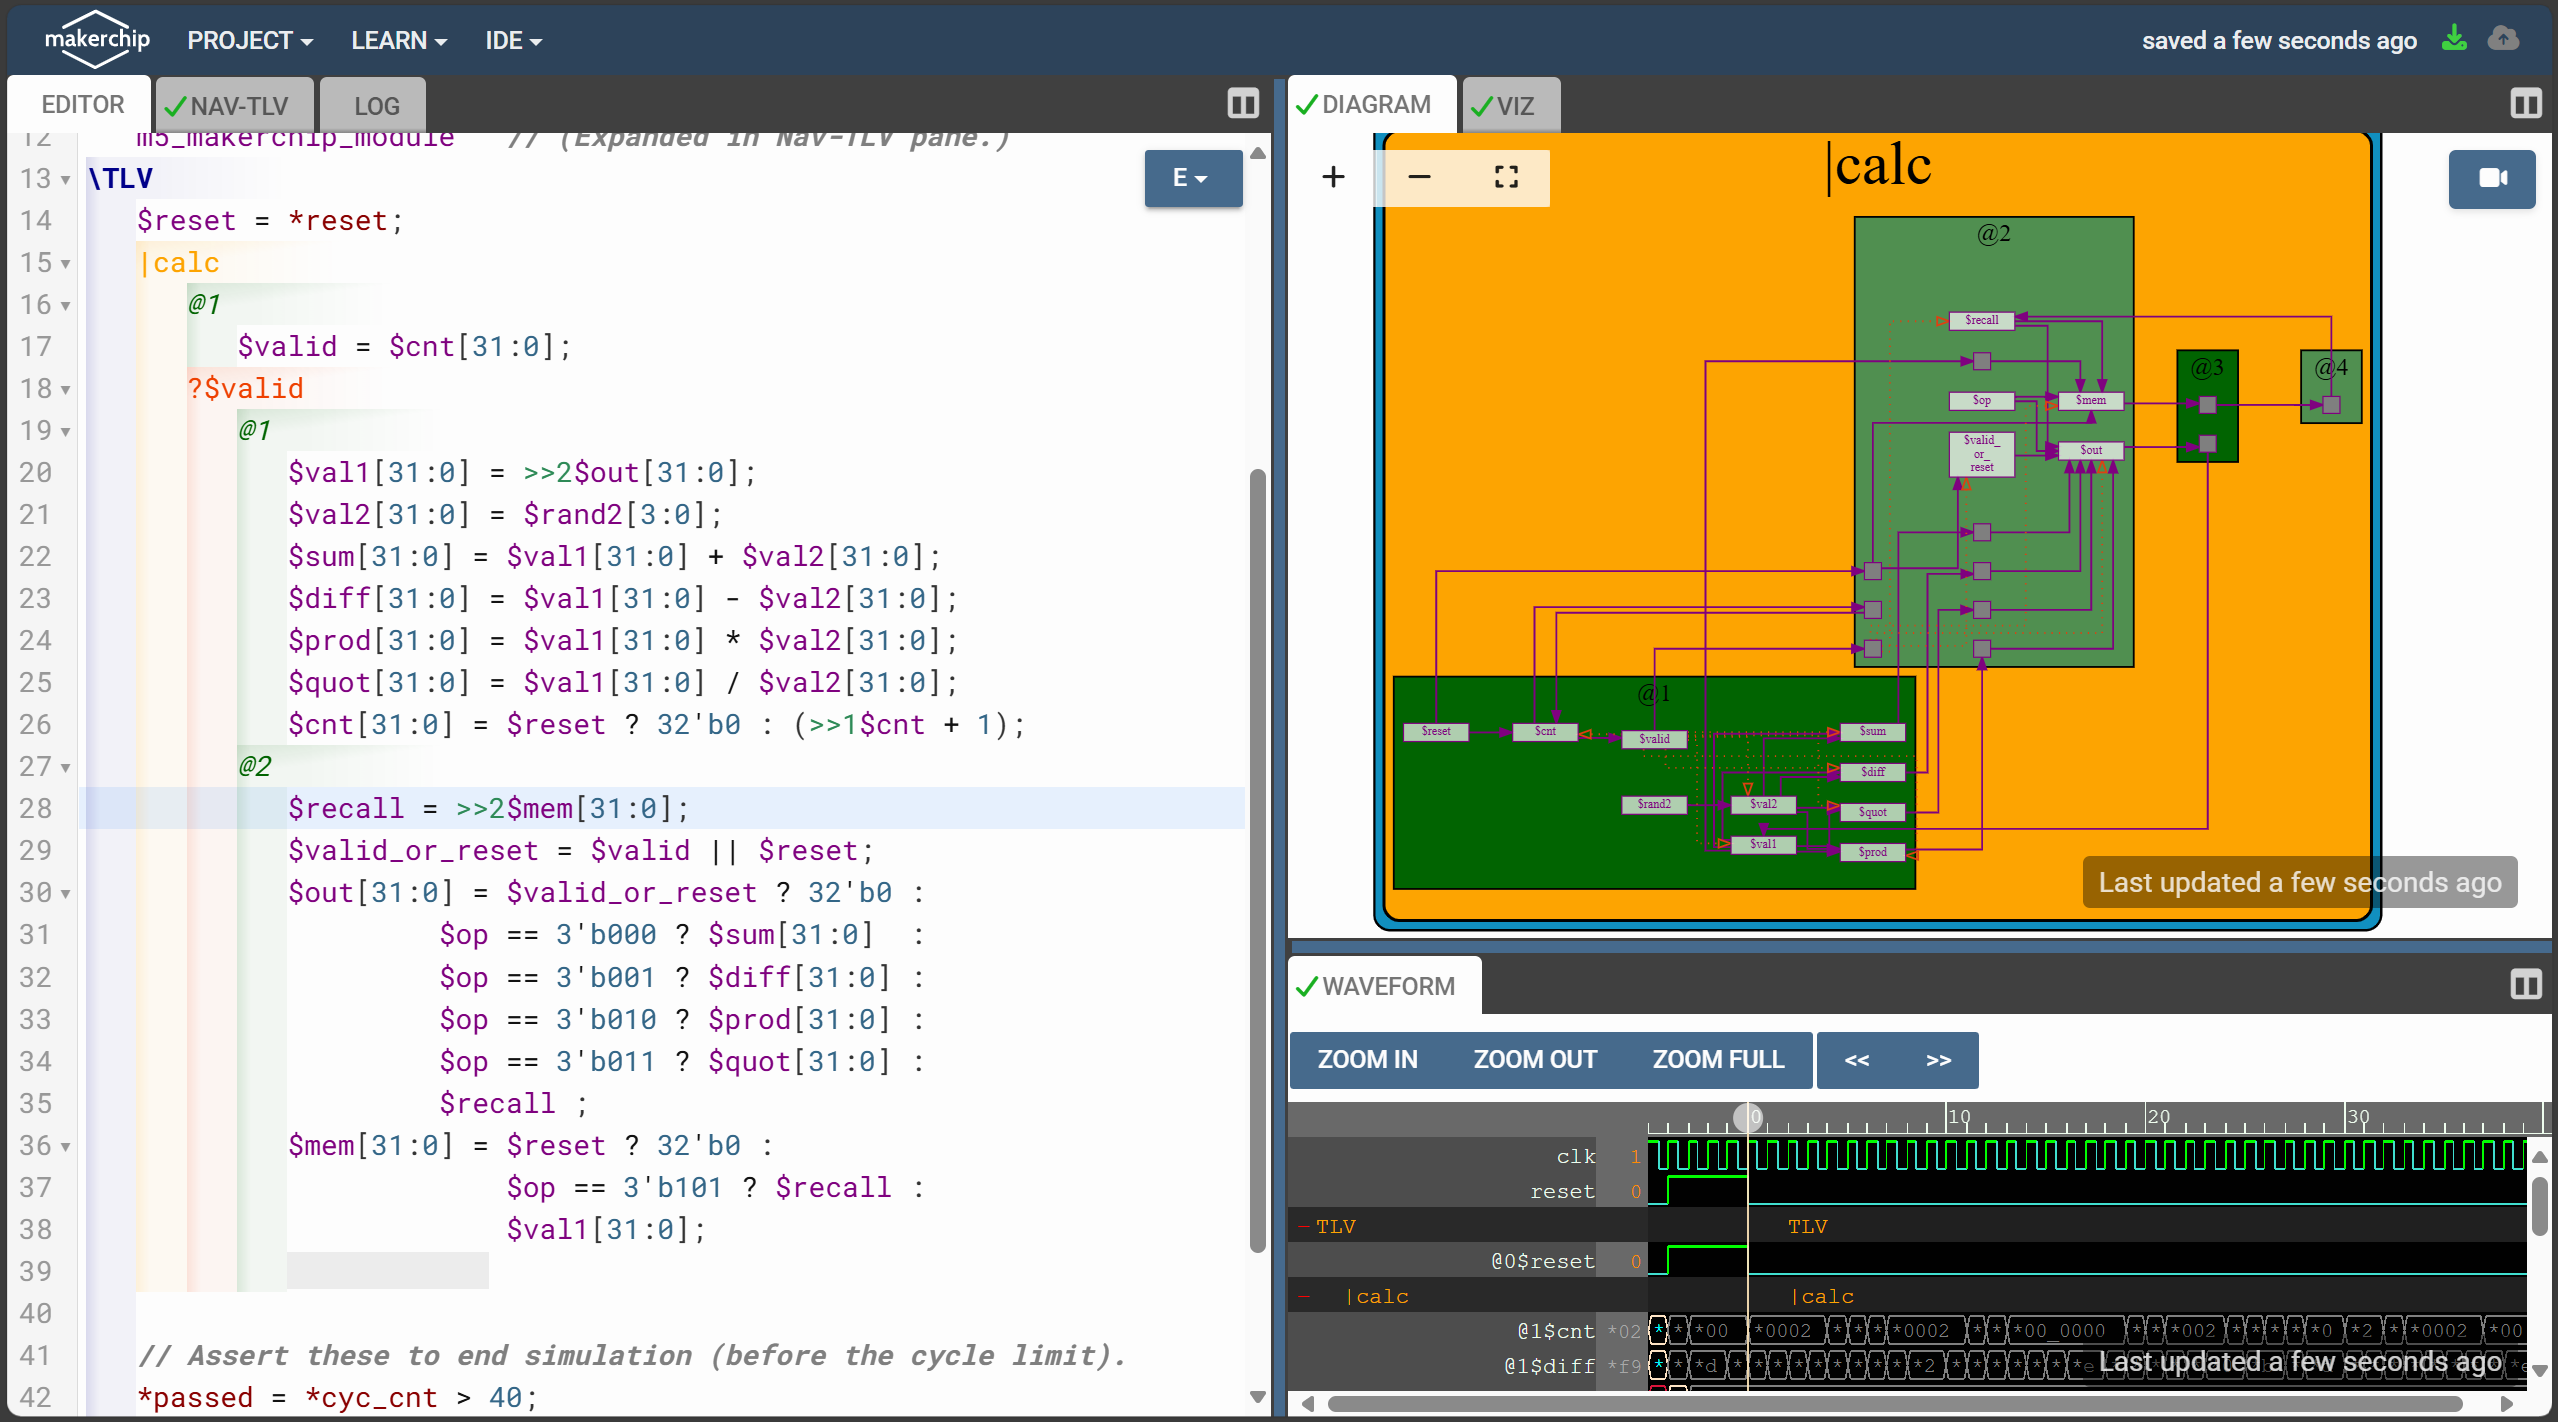 makerchip PROJECT LEARN IDE saved a few seconds ago
EDITOR NAV-TLV LOG
12 m5_makerchip_module // (Expanded in Nav-TLV pane.)
E
13 \TLV
14 $reset = *reset;
15 |calc
16 @1
17 $valid = $cnt[31:0];
18 ?$valid
19 @1
20 $val1[31:0] = >>2$out[31:0];
21 $val2[31:0] = $rand2[3:0];
22 $sum[31:0] = $val1[31:0] + $val2[31:0];
23 $diff[31:0] = $val1[31:0] - $val2[31:0];
24 $prod[31:0] = $val1[31:0] * $val2[31:0];
25 $quot[31:0] = $val1[31:0] / $val2[31:0];
26 $cnt[31:0] = $reset ? 32'b0 : (>>1$cnt + 1);
27 @2
28 $recall = >>2$mem[31:0];
29 $valid_or_reset = $valid || $reset;
30 $out[31:0] = $valid_or_reset ? 32'b0 :
31 $op == 3'b000 ? $sum[31:0] :
32 $op == 3'b001 ? $diff[31:0] :
33 $op == 3'b010 ? $prod[31:0] :
34 $op == 3'b011 ? $quot[31:0] :
35 $recall ;
36 $mem[31:0] = $reset ? 32'b0 :
37 $op == 3'b101 ? $recall :
38 $val1[31:0];
39
40
41 // Assert these to end simulation (before the cycle limit).
42 *passed = *cyc_cnt > 40;
DIAGRAM VIZ
+ −
|calc
@2
$recall
@3
@4
$op
$mem
$valid_
or_
reset
$out
@1
$reset
$cnt
$valid
$sum
$diff
$rand2
$val2
$quot
$val1
$prod
Last updated a few seconds ago
WAVEFORM
ZOOM IN ZOOM OUT ZOOM FULL << >>
0 10 20 30
clk 1
reset 0
- TLV TLV
@0$reset 0
- |calc |calc
@1$cnt *02 * * *00 *0002 * * * *0002 * * *00_0000 * * *002 * * * * *0 *2 * *0002 *00
@1$diff *f9
Last updated a few seconds ago